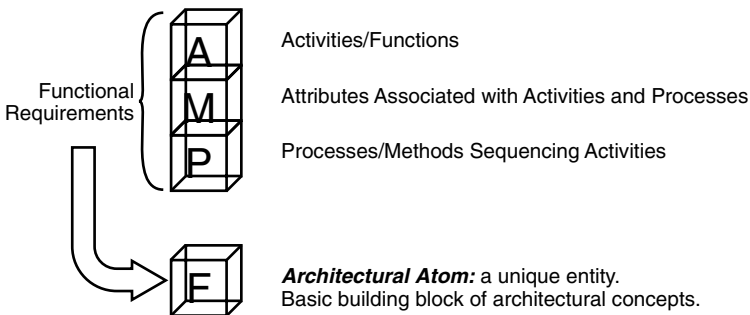 A
Activities/Functions
Functional
Requirements
M
Attributes Associated with Activities and Processes
P
Processes/Methods Sequencing Activities
F
Architectural Atom: a unique entity.
Basic building block of architectural concepts.